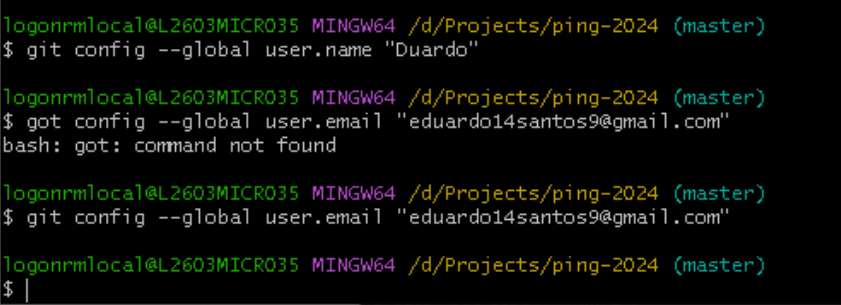 logonrmlocal@L2603MICRO35 MINGW64 /d/Projects/ping-2024 (master)
$ git config --global user.name "Duardo"
logonrmlocal@L2603MICRO35 MINGW64 /d/Projects/ping-2024 (master)
$ got config --global user.email "eduardo14santos9@gmail.com"
bash: got: command not found
logonrmlocal@L2603MICRO35 MINGW64 /d/Projects/ping-2024 (master)
$ git config --global user.email "eduardo14santos9@gmail.com"
logonrmlocal@L2603MICRO35 MINGW64 /d/Projects/ping-2024 (master)
$